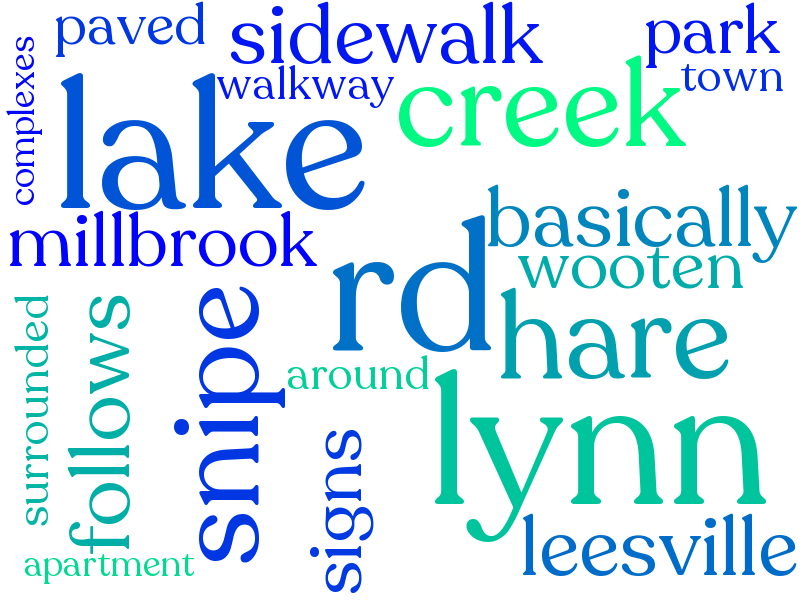 paved
sidewalk
park
complexes
walkway
town
lake
creek
millbrook
basically
rd
wooten
surrounded
follows
snipe
hare
around
lynn
signs
leesville
apartment